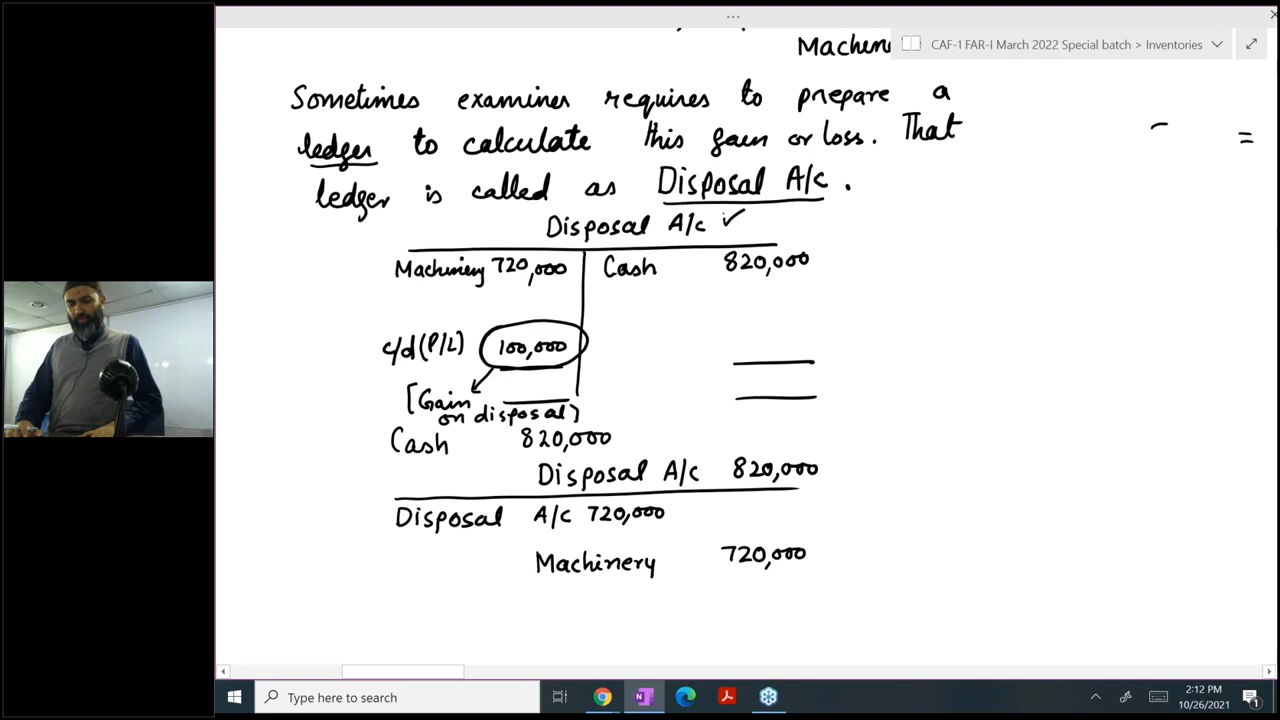 Machine
CAF-1 FAR-I March 2022 Special batch > Inventories
Sometimes examiner requires to prepare a
ledger to calculate this gain or loss. That
ledger is called as Disposal A/c.
=
Disposal A/c ✓
Machinery 720,000 Cash 820,000
c/d (P/L) 100,000
[Gain on disposal)
Cash 820,000
Disposal A/c 820,000
Disposal A/c 720,000
Machinery 720,000
Type here to search
2:12 PM
10/26/2021
1